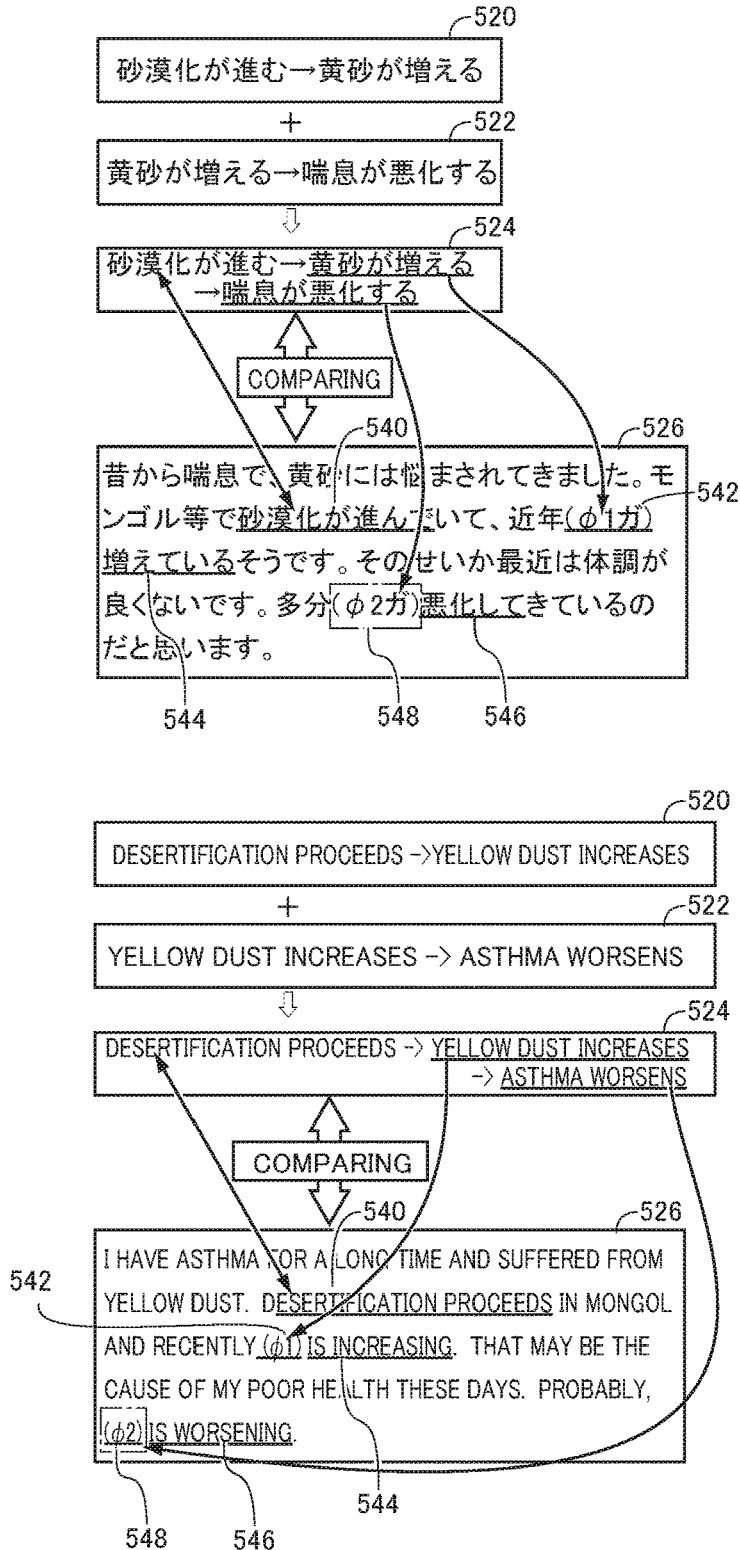 520
砂漠化が進む→黄砂が増える
+
522
黄砂が増える→喘息が悪化する
524
砂漠化が進む→黄砂が増える
→喘息が悪化する
COMPARING
540
526
昔から喘息で、黄砂には悩まされてきました。モ
542
ンゴル等で砂漠化が進んでいて、近年(φ1ガ)
増えているそうです。そのせいか最近は体調が
良くないです。多分(φ2ガ)悪化してきているの
だと思います。
544
548
546
520
DESERTIFICATION PROCEEDS ->YELLOW DUST INCREASES
+
522
YELLOW DUST INCREASES -> ASTHMA WORSENS
524
DESERTIFICATION PROCEEDS -> YELLOW DUST INCREASES
-> ASTHMA WORSENS
COMPARING
540
526
I HAVE ASTHMA FOR A LONG TIME AND SUFFERED FROM
542
YELLOW DUST. DESERTIFICATION PROCEEDS IN MONGOL
AND RECENTLY (φ1) IS INCREASING. THAT MAY BE THE
CAUSE OF MY POOR HEALTH THESE DAYS. PROBABLY,
(φ2) IS WORSENING.
544
548
546